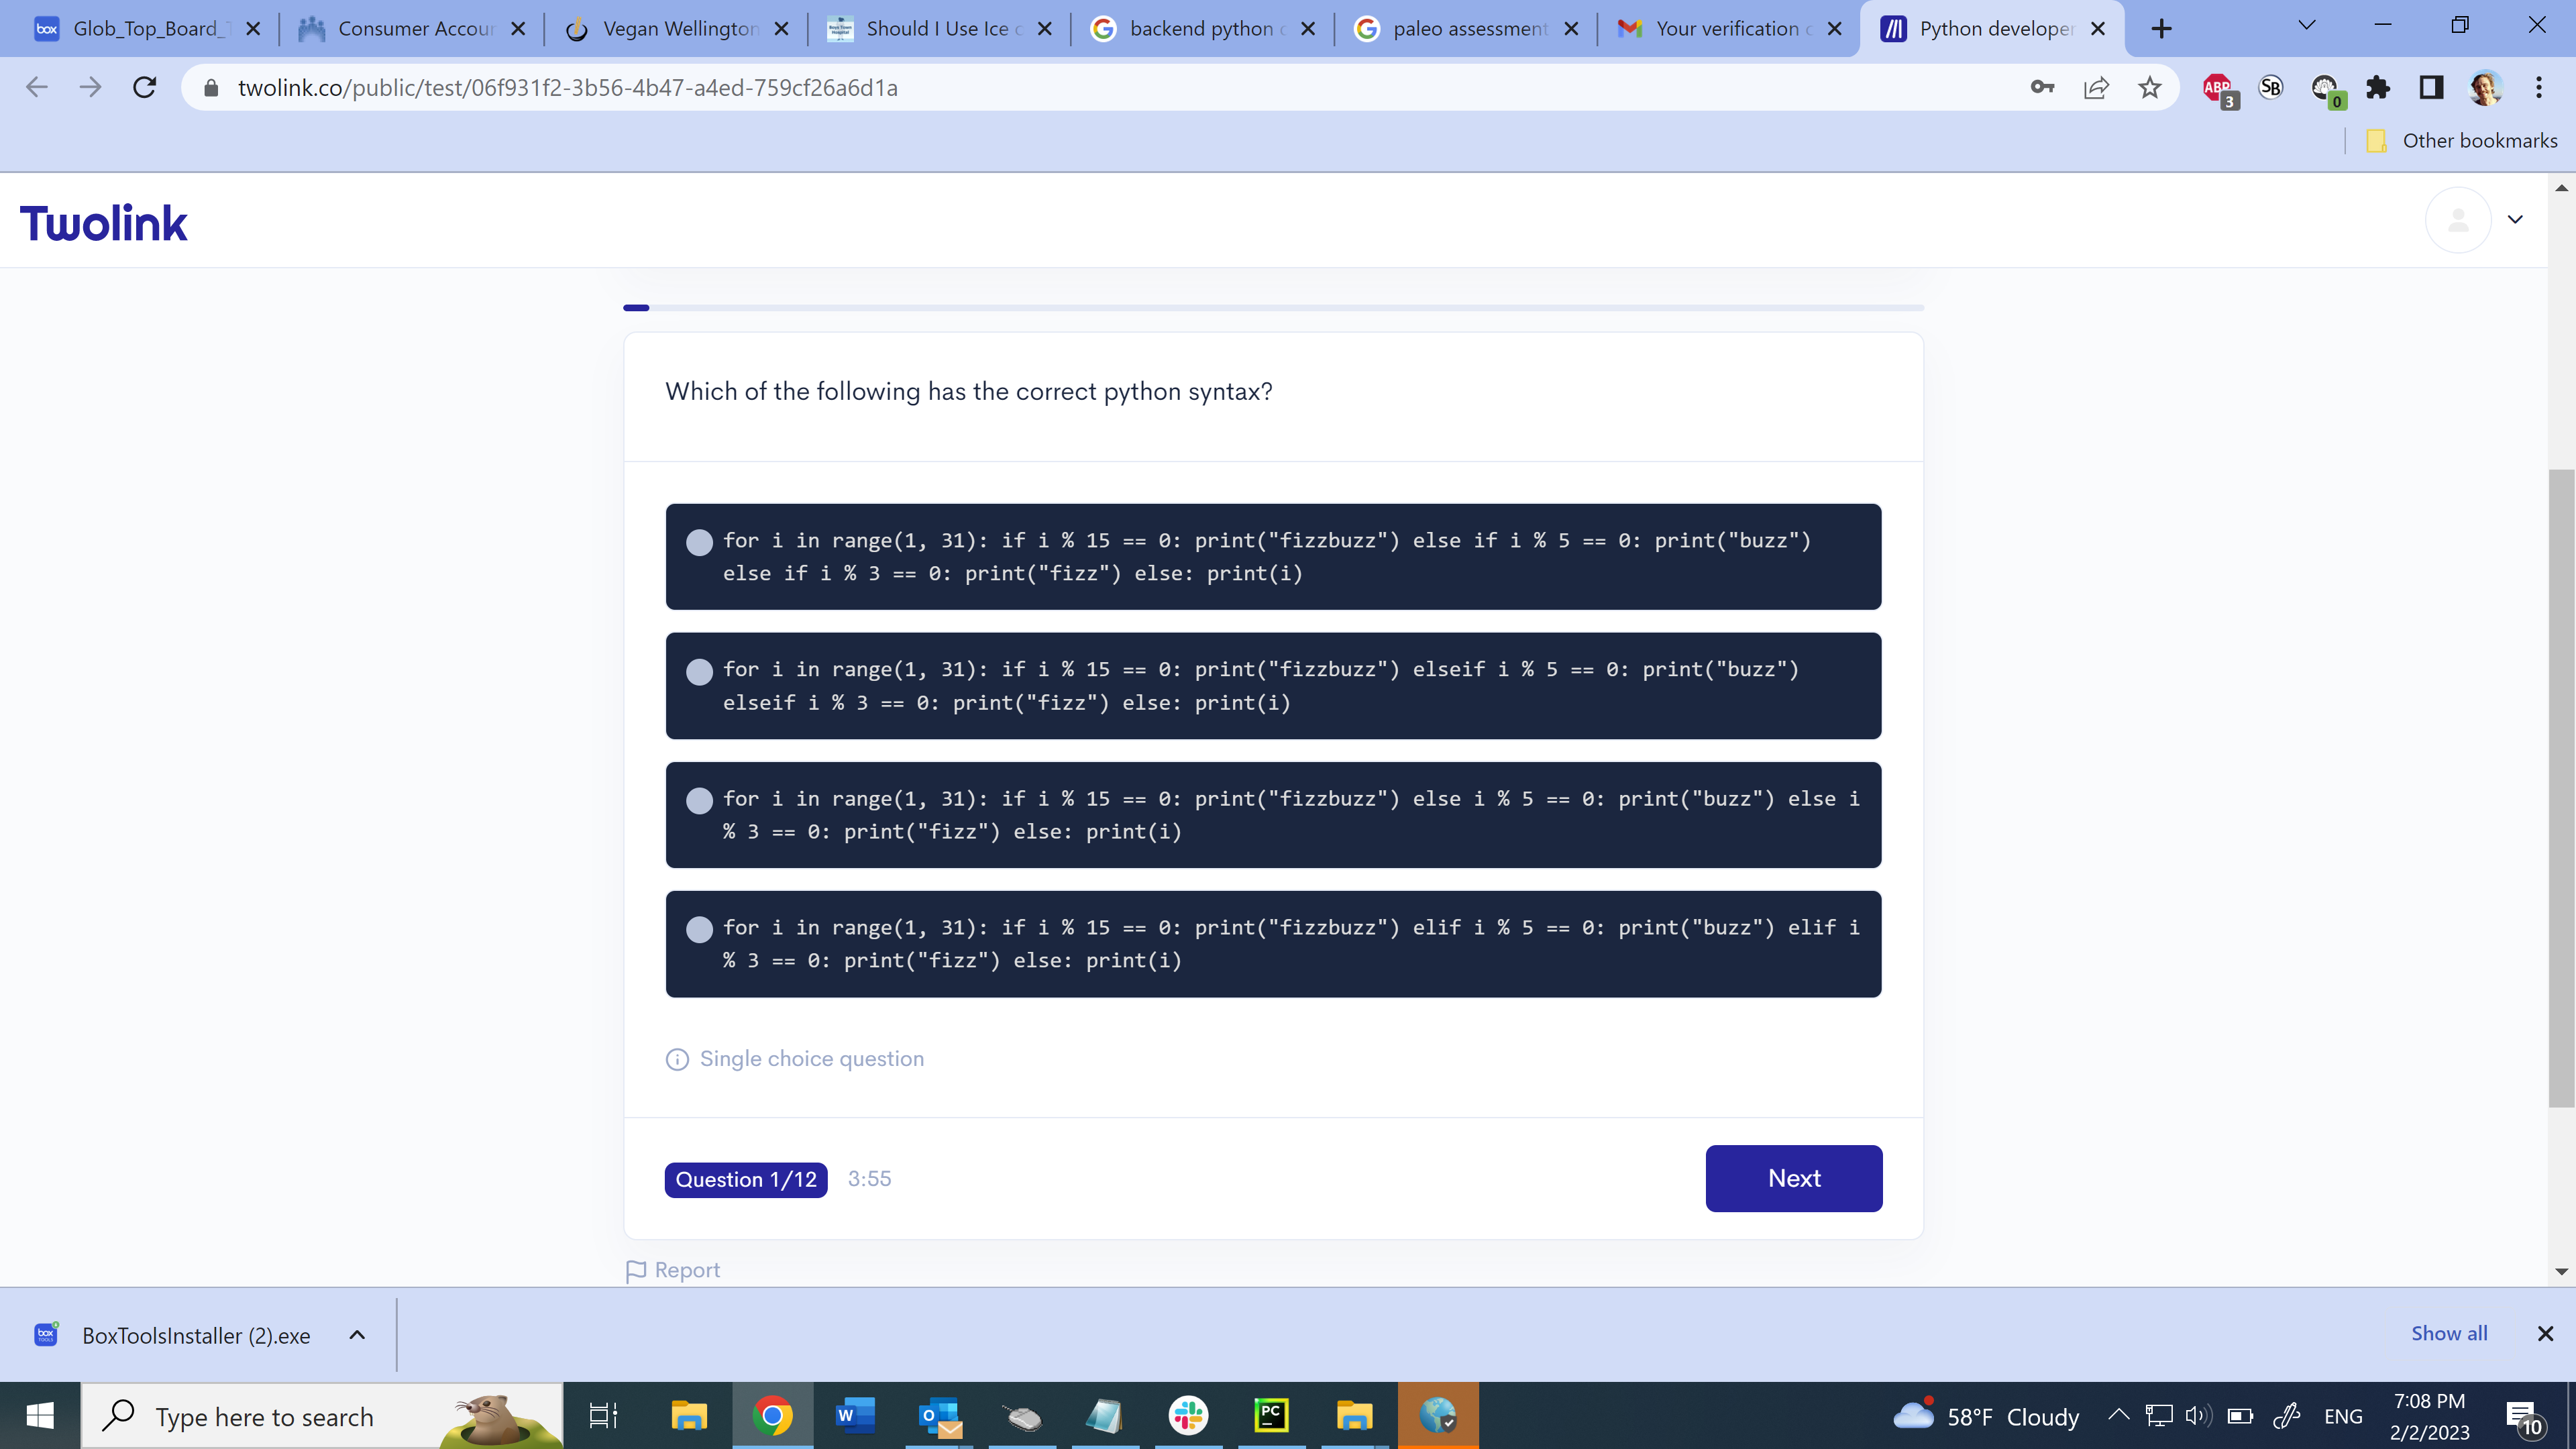 Glob_Top_Board_
Consumer Accour
Vegan Wellington
Should I Use Ice c
backend python
paleo assessment
Your verification
Python developer
twolink.co/public/test/06f931f2-3b56-4b47-a4ed-759cf26a6d1a
ABP
3
SB
0
Other bookmarks
Twolink
Which of the following has the correct python syntax?
for i in range(1, 31): if i % 15 == 0: print("fizzbuzz") else if i % 5 == 0: print("buzz")
else if i % 3 == 0: print("fizz") else: print(i)
for i in range(1, 31): if i % 15 == 0: print("fizzbuzz") elseif i % 5 == 0: print("buzz")
elseif i % 3 == 0: print("fizz") else: print(i)
for i in range(1, 31): if i % 15 == 0: print("fizzbuzz") else i % 5 == 0: print("buzz") else i
% 3 == 0: print("fizz") else: print(i)
for i in range(1, 31): if i % 15 == 0: print("fizzbuzz") elif i % 5 == 0: print("buzz") elif i
% 3 == 0: print("fizz") else: print(i)
Single choice question
Question 1/12
3:55
Next
Report
BoxToolsInstaller (2).exe
Show all
Type here to search
58°F Cloudy
ENG
7:08 PM
2/2/2023
10